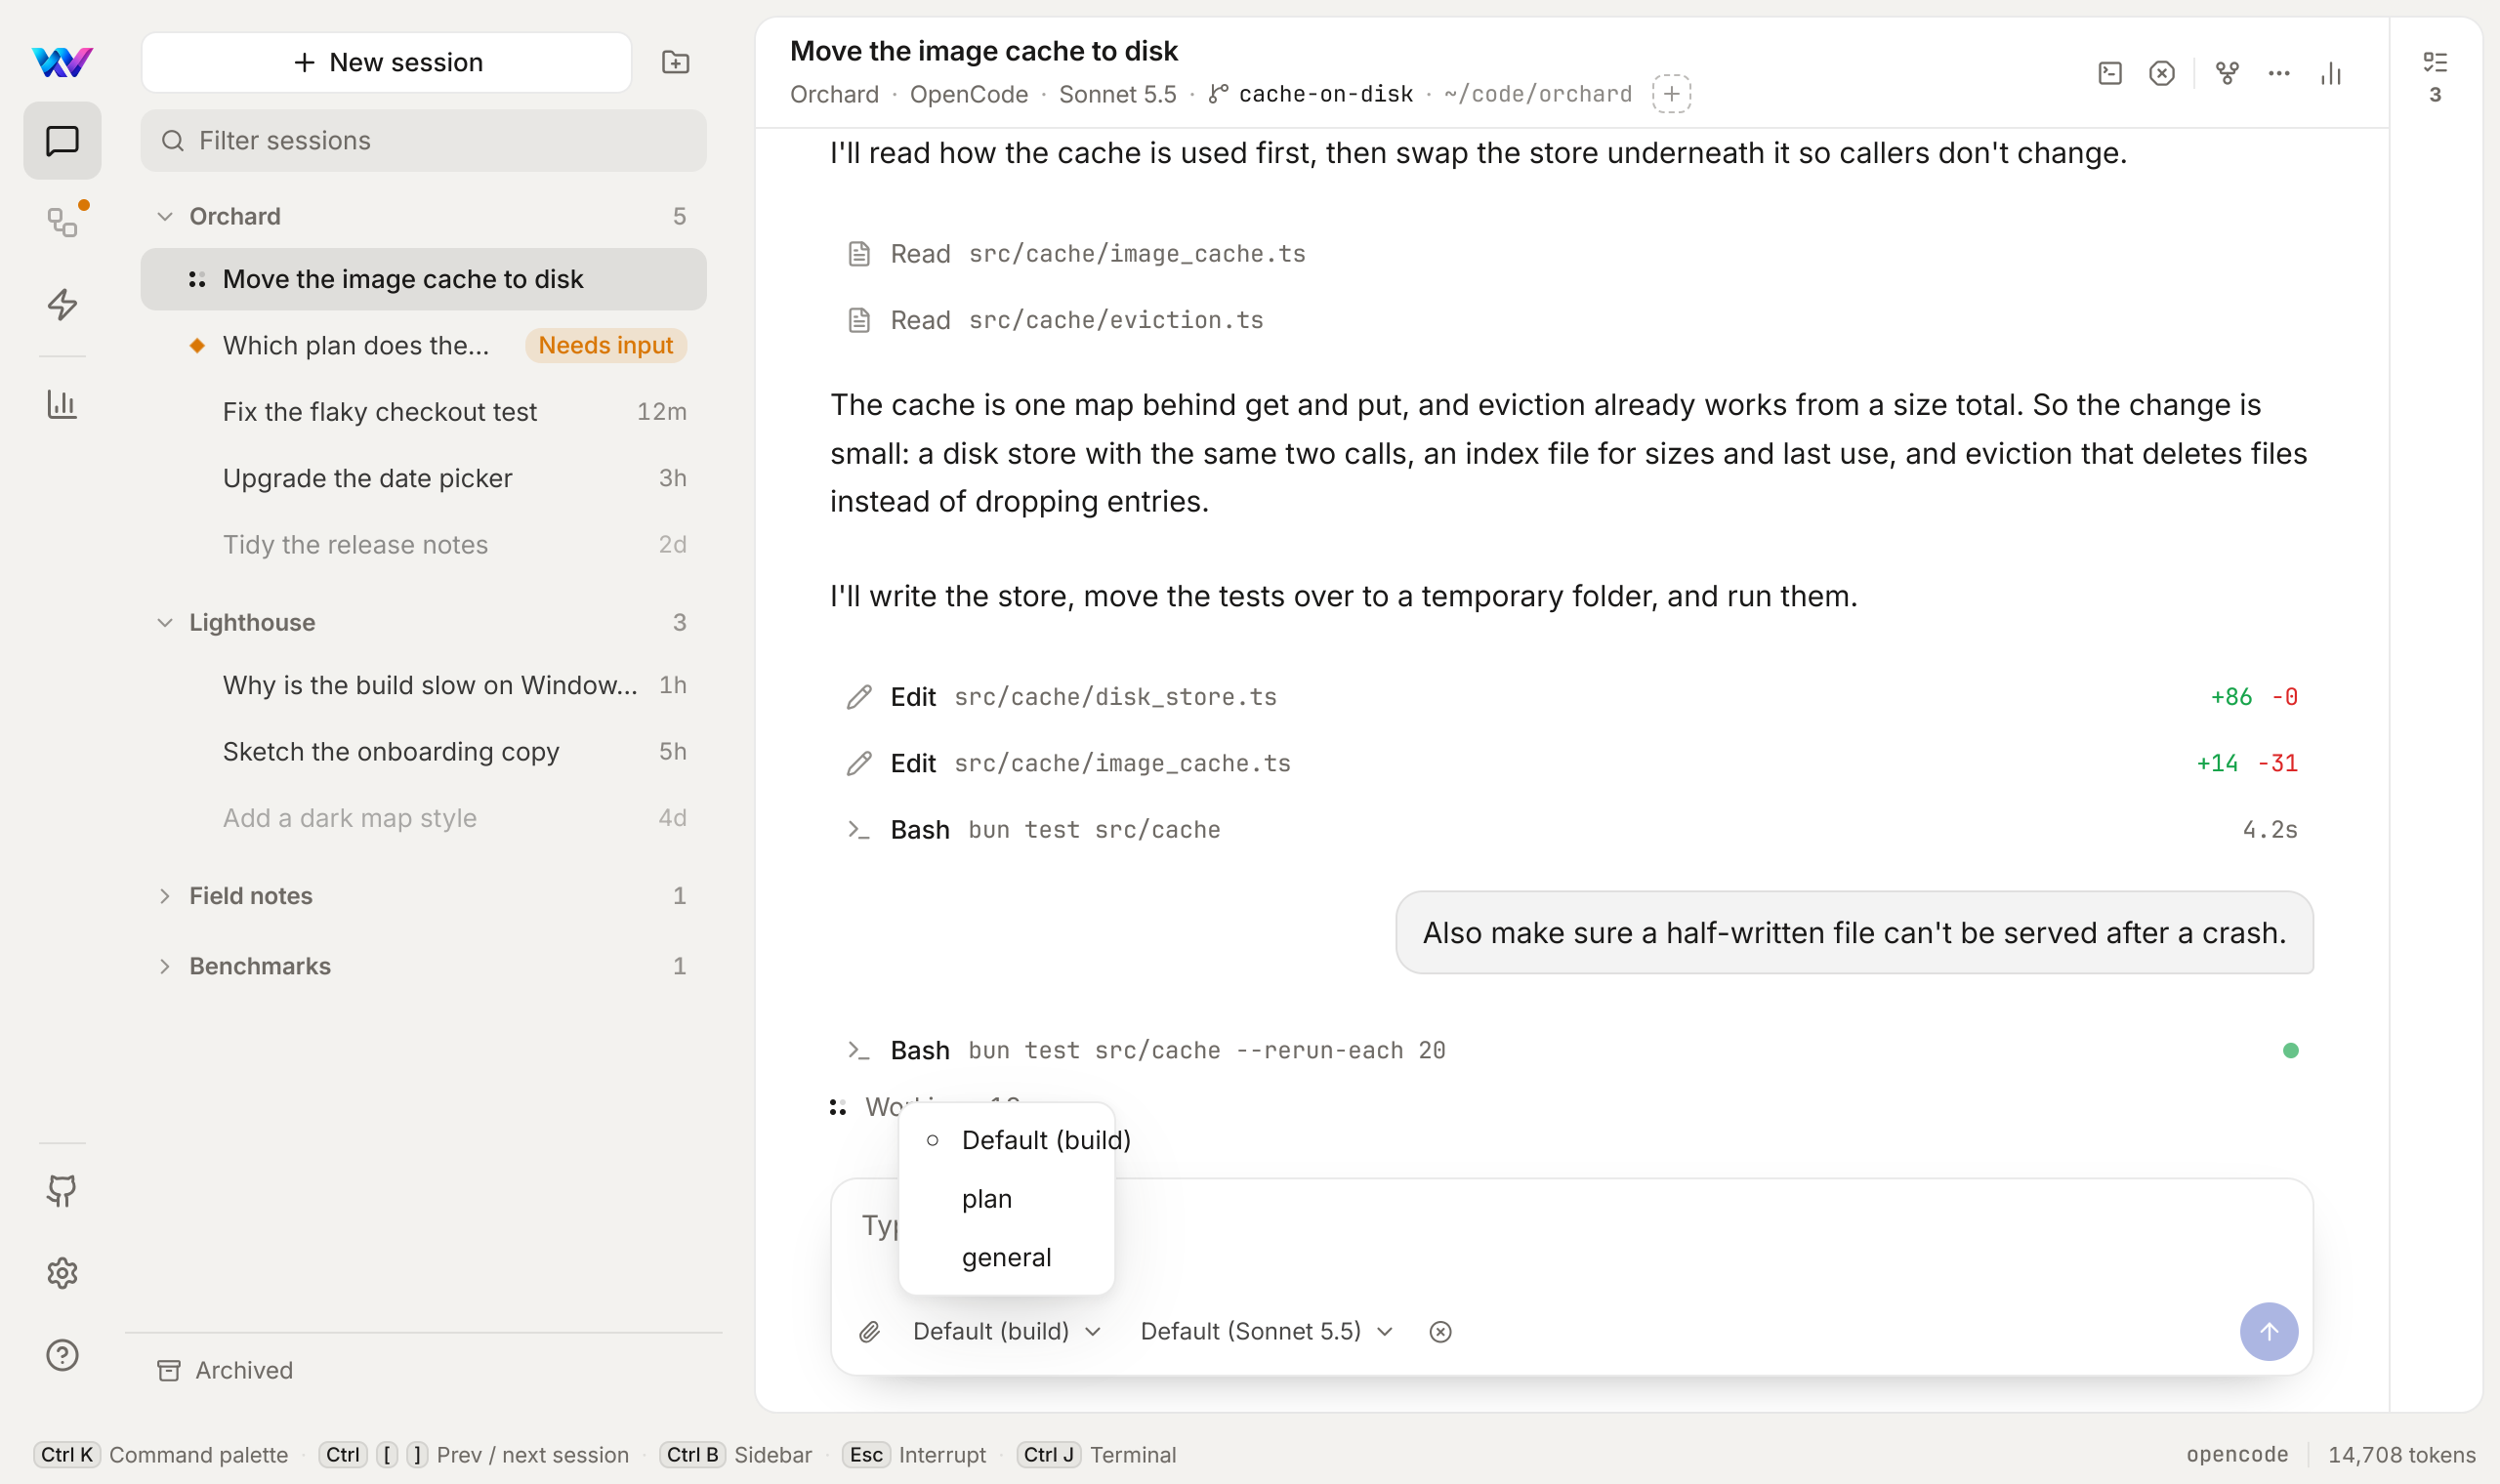 New session
Filter sessions
Orchard 5
Move the image cache to disk
Which plan does the... Needs input
Fix the flaky checkout test 12m
Upgrade the date picker 3h
Tidy the release notes 2d
Lighthouse 3
Why is the build slow on Window... 1h
Sketch the onboarding copy 5h
Add a dark map style 4d
Field notes 1
Benchmarks 1
Archived
Move the image cache to disk
Orchard · OpenCode · Sonnet 5.5 · cache-on-disk · ~/code/orchard
3
I'll read how the cache is used first, then swap the store underneath it so callers don't change.
Read src/cache/image_cache.ts
Read src/cache/eviction.ts
The cache is one map behind get and put, and eviction already works from a size total. So the change is
small: a disk store with the same two calls, an index file for sizes and last use, and eviction that deletes files
instead of dropping entries.
I'll write the store, move the tests over to a temporary folder, and run them.
Edit src/cache/disk_store.ts +86 -0
Edit src/cache/image_cache.ts +14 -31
Bash bun test src/cache 4.2s
Also make sure a half-written file can't be served after a crash.
Bash bun test src/cache --rerun-each 20
Default (build)
plan
general
Default (build) Default (Sonnet 5.5)
Ctrl K Command palette · Ctrl [ ] Prev / next session · Ctrl B Sidebar · Esc Interrupt · Ctrl J Terminal
opencode 14,708 tokens